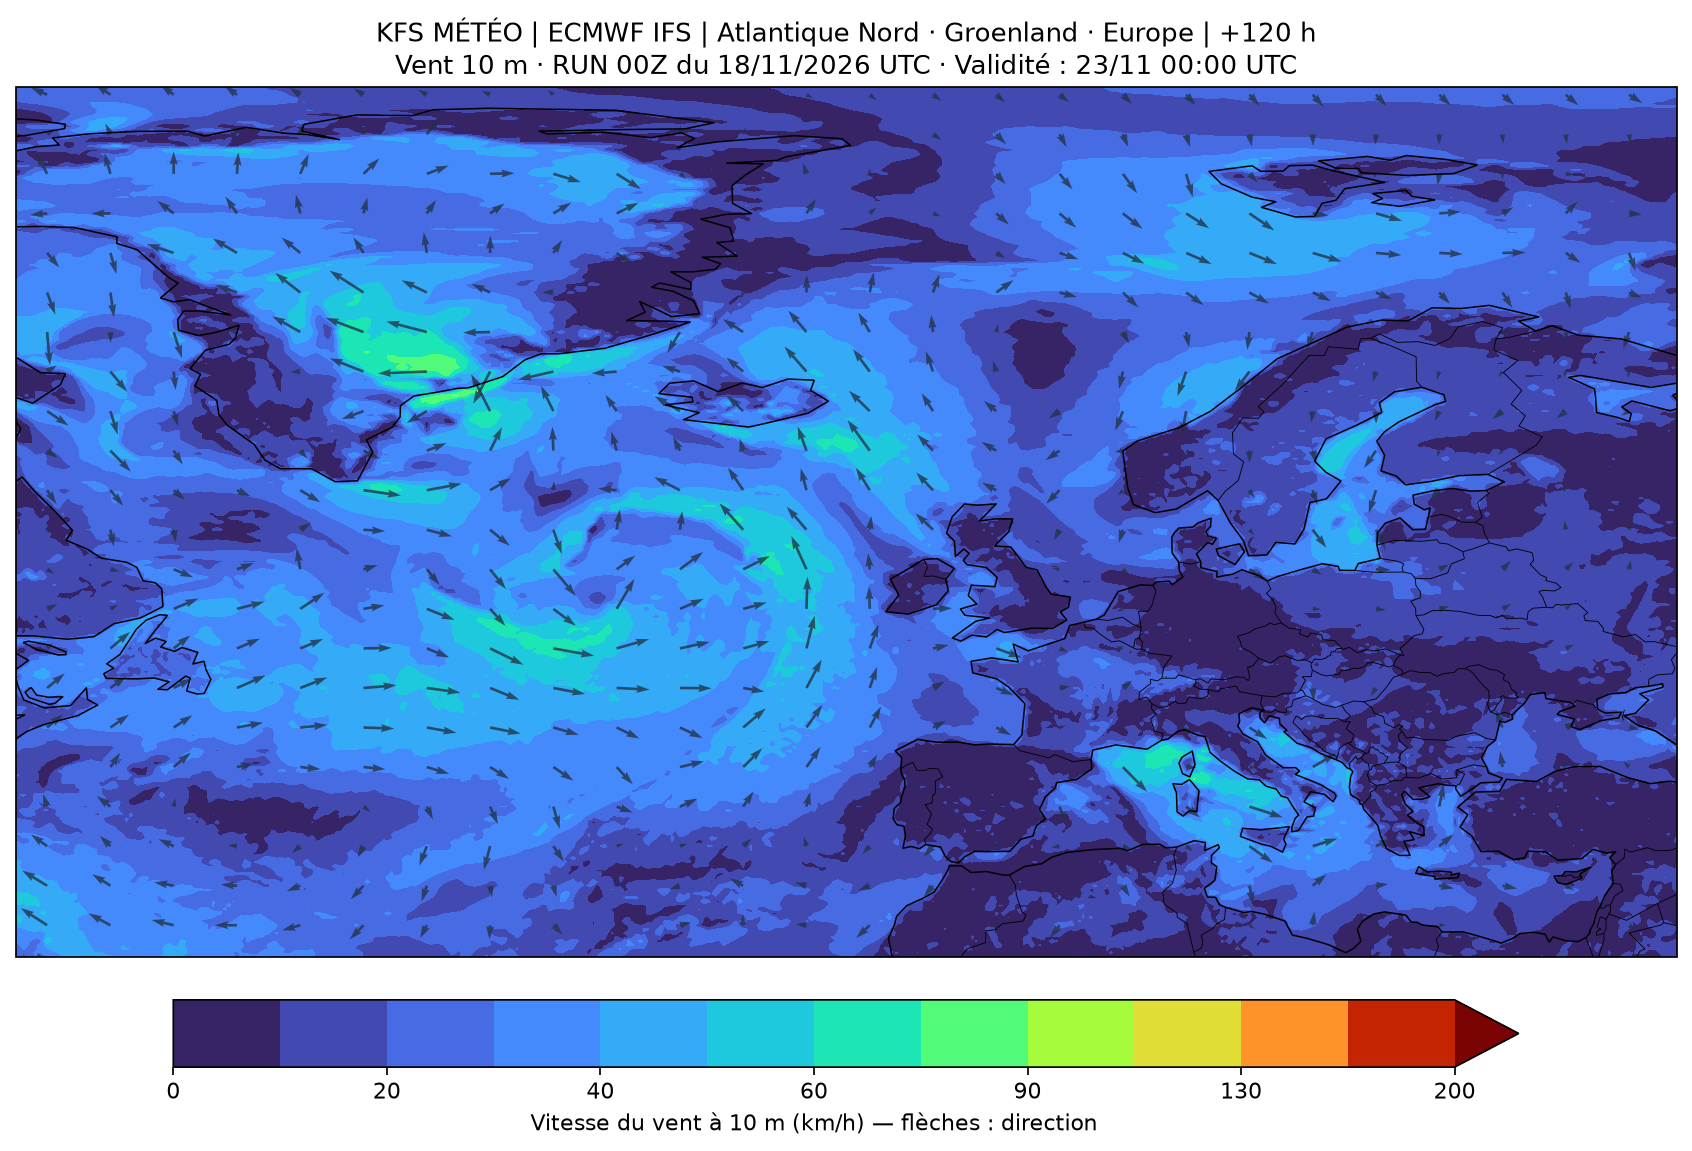 KFS MÉTÉO | ECMWF IFS | Atlantique Nord · Groenland · Europe | +120 h
Vent 10 m · RUN 00Z du 18/11/2026 UTC · Validité : 23/11 00:00 UTC
0 20 40 60 90 130 200
Vitesse du vent à 10 m (km/h) — flèches : direction